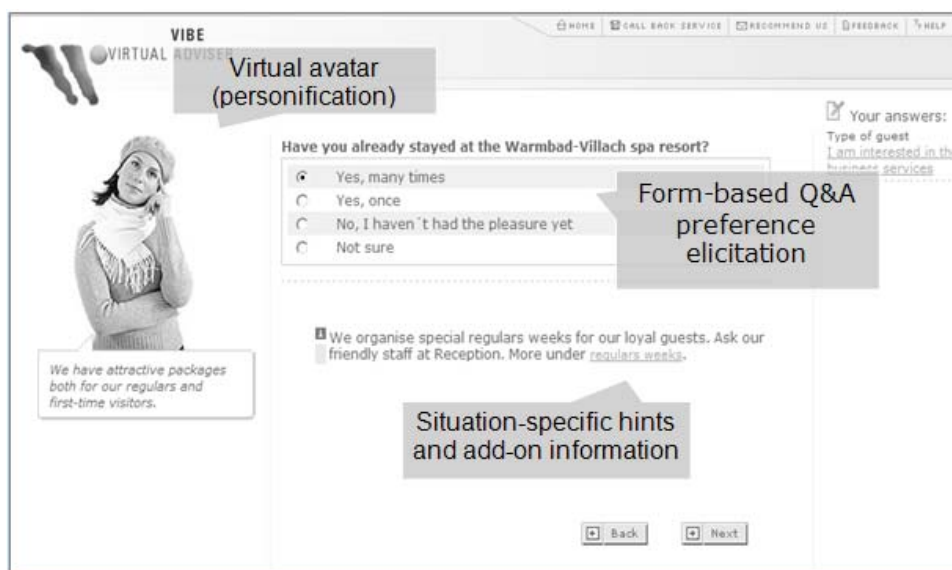 HOME CALL BACK SERVICE RECOMMEND US FEEDBACK HELP
VIBE
VIRTUAL ADVISER
Virtual avatar
(personification)
Your answers:
Type of guest
I am interested in the
business services
Have you already stayed at the Warmbad-Villach spa resort?
Yes, many times
Yes, once
No, I haven´t had the pleasure yet
Not sure
Form-based Q&A
preference
elicitation
We organise special regulars weeks for our loyal guests. Ask our
friendly staff at Reception. More under regulars weeks.
We have attractive packages
both for our regulars and
first-time visitors.
Situation-specific hints
and add-on information
Back
Next